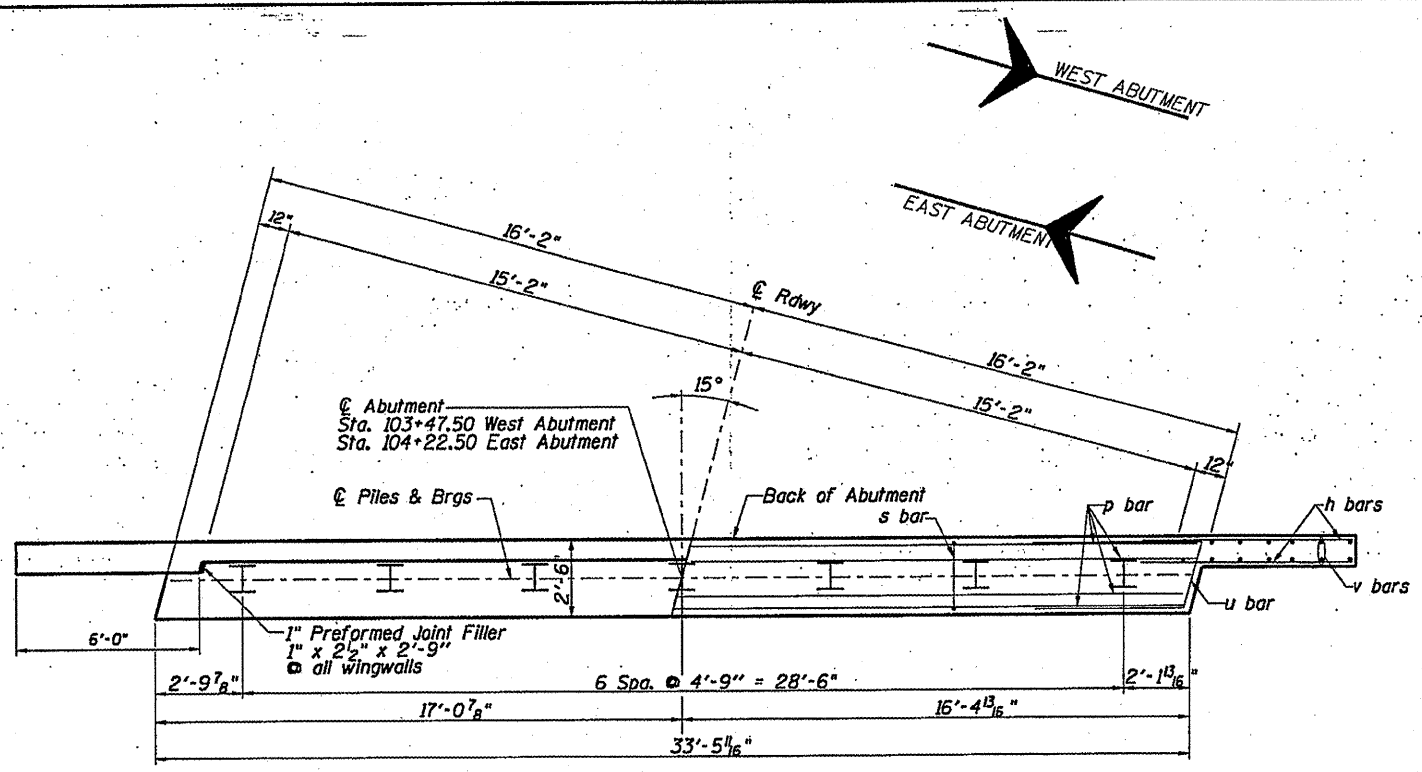 WEST ABUTMENT
EAST ABUTMENT
12"
16'-2"
15'-2"
℄ Rdwy
16'-2"
15'-2"
12"
15°
℄ Abutment
Sta. 103+47.50 West Abutment
Sta. 104+22.50 East Abutment
℄ Piles & Brgs
Back of Abutment
s bar
p bar
h bars
2'-6"
v bars
u bar
6'-0"
1" Preformed Joint Filler
1" x 2½" x 2'-9"
@ all wingwalls
2'-9⅞"
6 Spa. @ 4'-9" = 28'-6"
2'-1 13/16"
17'-0⅞"
16'-4 13/16"
33'-5 11/16"